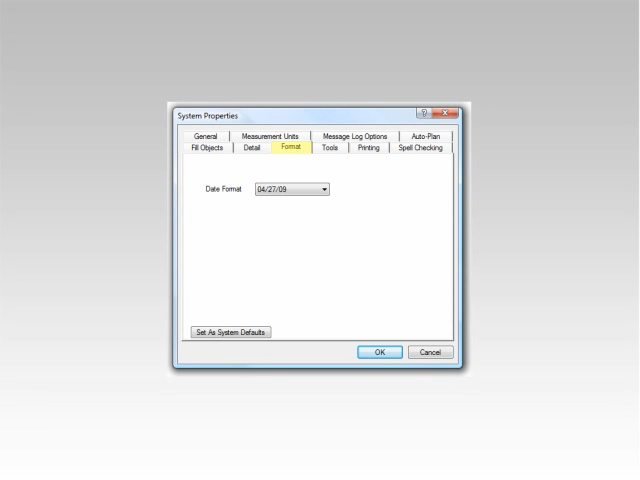 System Properties
General Measurement Units Message Log Options Auto-Plan
Fill Objects Detail Format Tools Printing Spell Checking
Date Format 04/27/09
Set As System Defaults
OK Cancel